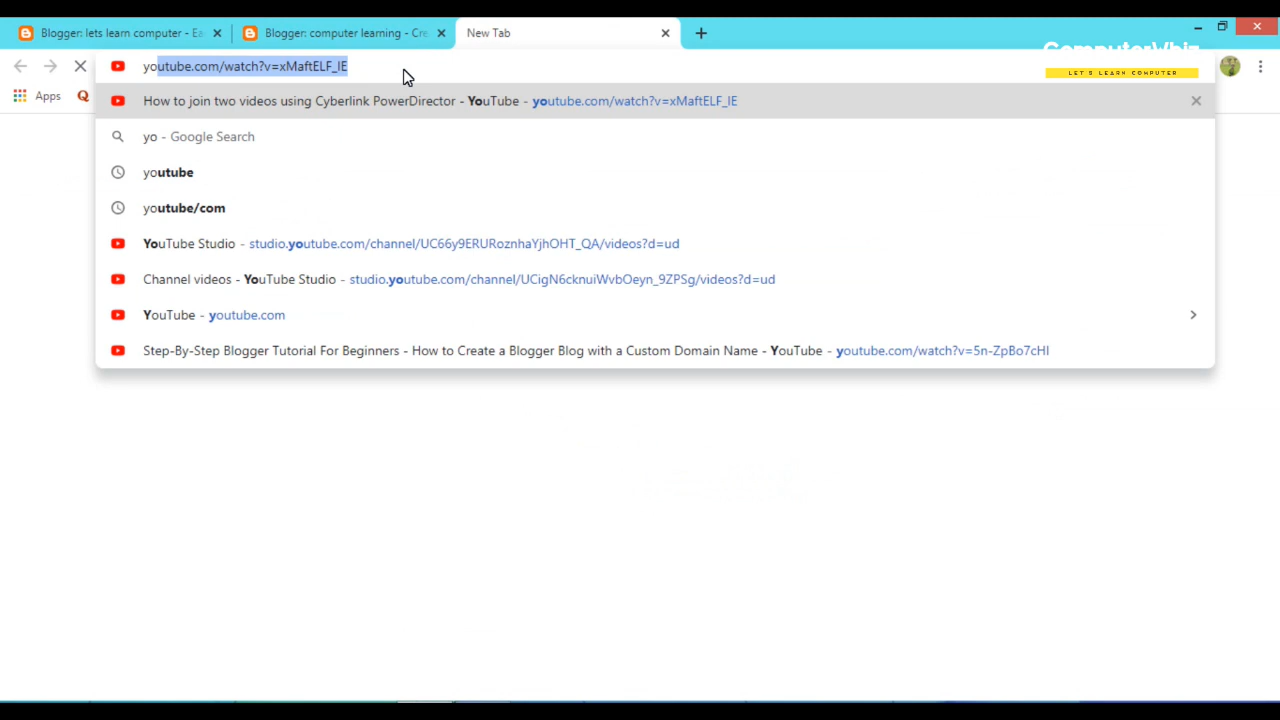 Blogger: lets learn computer - Ea
Blogger: computer learning - Cre
New Tab
ComputerWhiz
LET'S LEARN COMPUTER
youtube.com/watch?v=xMaftELF_IE
Apps
How to join two videos using Cyberlink PowerDirector - YouTube - youtube.com/watch?v=xMaftELF_IE
yo - Google Search
youtube
youtube/com
YouTube Studio - studio.youtube.com/channel/UC66y9ERURoznhaYjhOHT_QA/videos?d=ud
Channel videos - YouTube Studio - studio.youtube.com/channel/UCigN6cknuiWvbOeyn_9ZPSg/videos?d=ud
YouTube - youtube.com
Step-By-Step Blogger Tutorial For Beginners - How to Create a Blogger Blog with a Custom Domain Name - YouTube - youtube.com/watch?v=5n-ZpBo7cHI